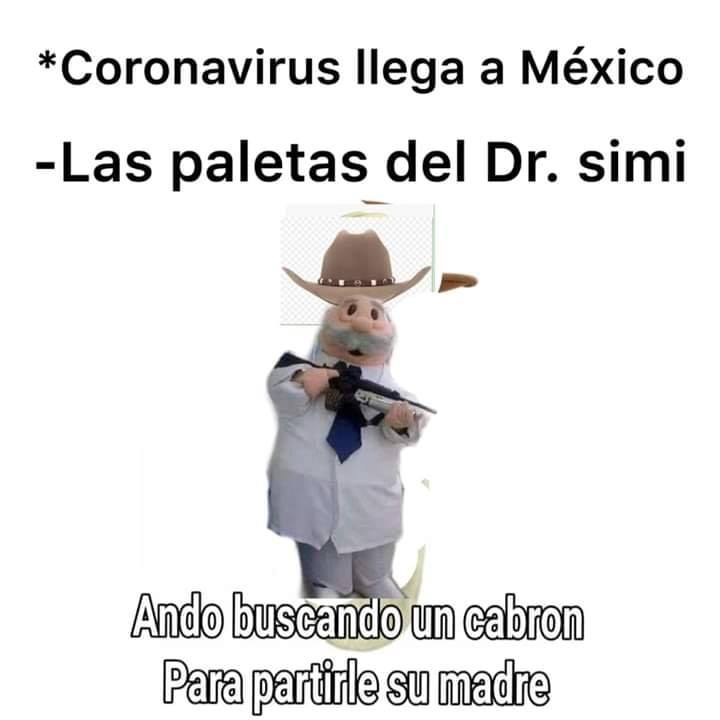 *Coronavirus llega a México
-Las paletas del Dr. simi
Ando buscando un cabron
Para partirle su madre